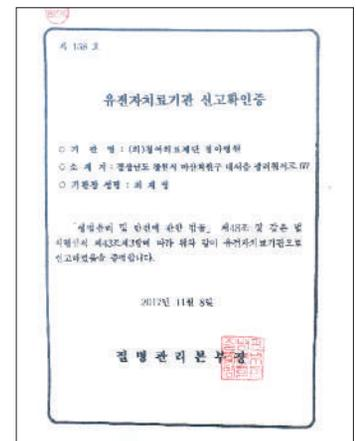 제 158 호
유전자치료기관 신고확인증
○ 기 관 명 : (의)청아의료재단 청아병원
○ 소 재 지 : 경상남도 창원시 마산회원구 내서읍 광려천서로 67
○ 기관장 성명 : 최재영
「생명윤리 및 안전에 관한 법률」 제48조 및 같은 법
시행규칙 제43조제3항에 따라 위와 같이 유전자치료기관으로
신고하였음을 증명합니다.
2017년 11월 8일
질병관리본부장